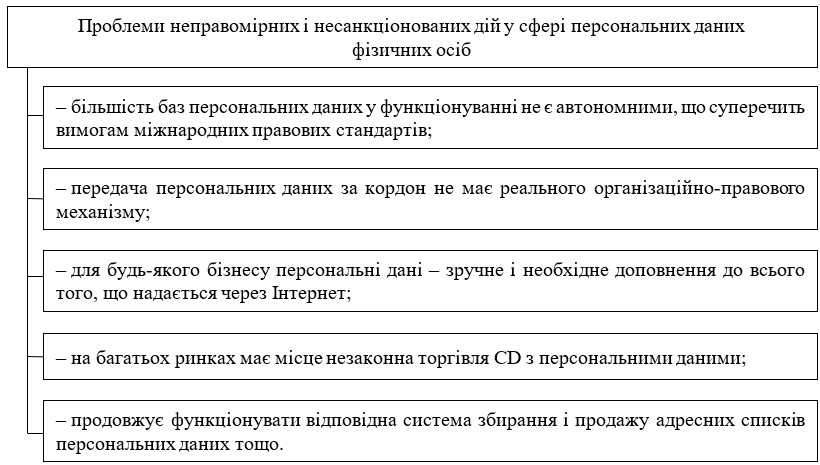 Проблеми неправомірних і несанкціонованих дій у сфері персональних даних
фізичних осіб
– більшість баз персональних даних у функціонуванні не є автономними, що суперечить
вимогам міжнародних правових стандартів;
– передача персональних даних за кордон не має реального організаційно-правового
механізму;
– для будь-якого бізнесу персональні дані – зручне і необхідне доповнення до всього
того, що надається через Інтернет;
– на багатьох ринках має місце незаконна торгівля CD з персональними даними;
– продовжує функціонувати відповідна система збирання і продажу адресних списків
персональних даних тощо.